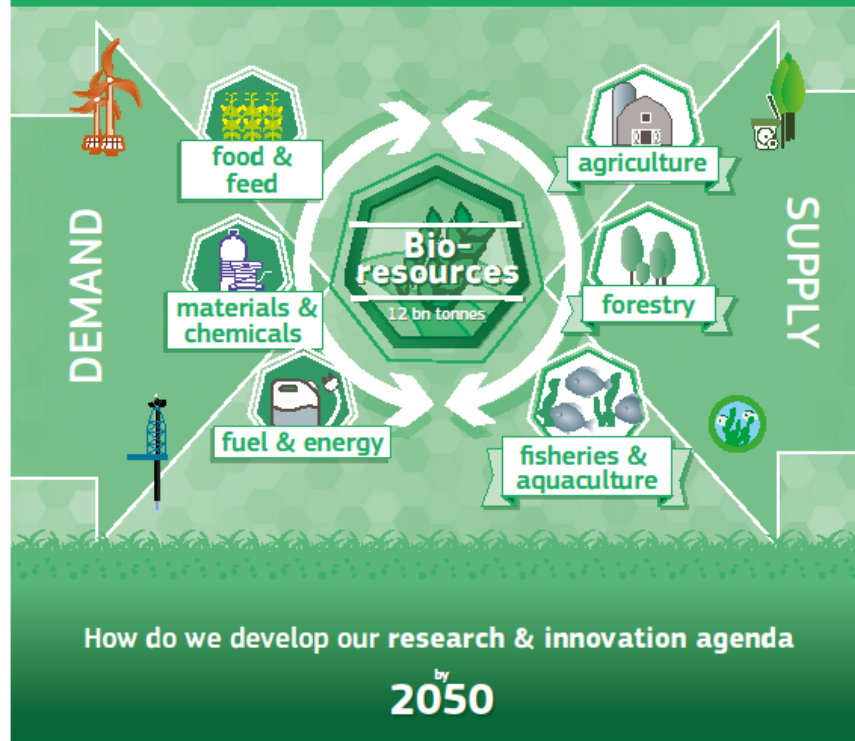 DEMAND
food &
feed
materials &
chemicals
fuel & energy
Bio-
resources
12 bn tonnes
agriculture
forestry
fisheries &
aquaculture
SUPPLY
How do we develop our research & innovation agenda
by
2050